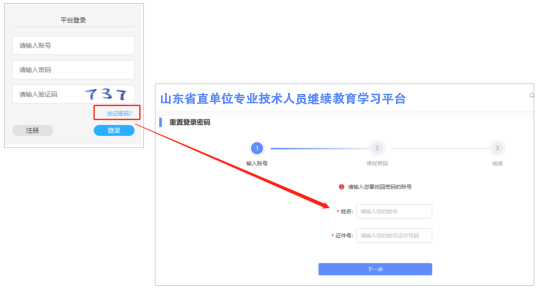 平台登录
请输入账号
请输入密码
请输入验证码 737
忘记密码?
注册 登录
山东省直单位专业技术人员继续教育学习平台
重置登录密码
1 2 3
输入账号 修改密码 完成
请输入您要找回密码的账号
* 姓名: 请输入您的姓名
* 证件号: 请输入您的身份证件号码
下一步